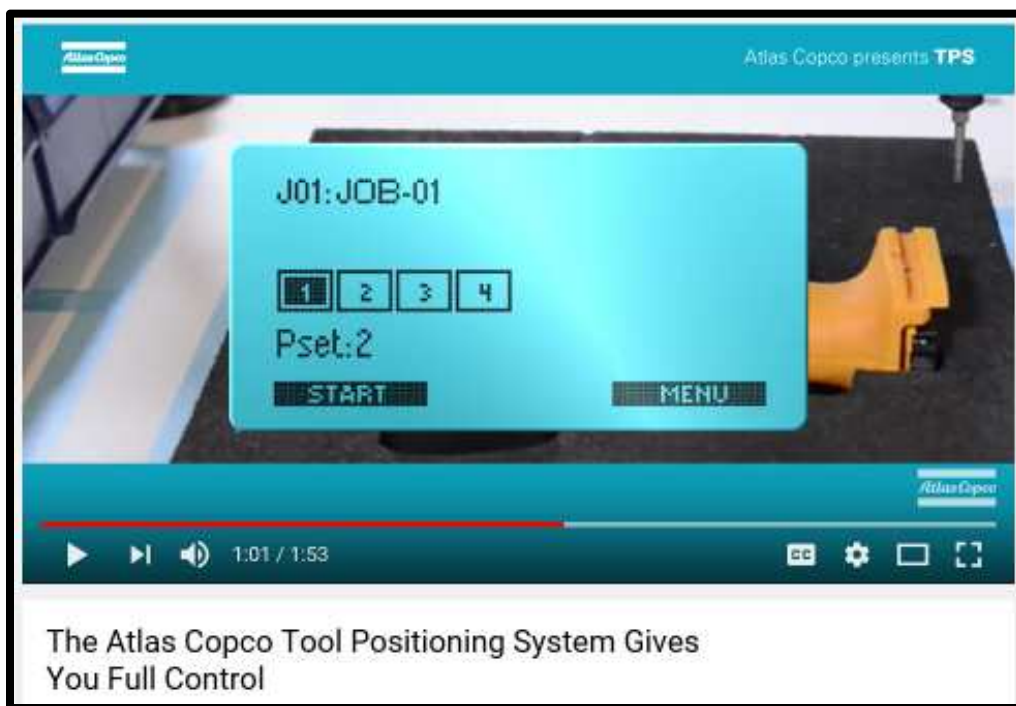 Atlas Copco
Atlas Copco presents TPS
J01:JOB-01
1 2 3 4
Pset:2
START MENU
Atlas Copco
1:01 / 1:53
CC
The Atlas Copco Tool Positioning System Gives
You Full Control